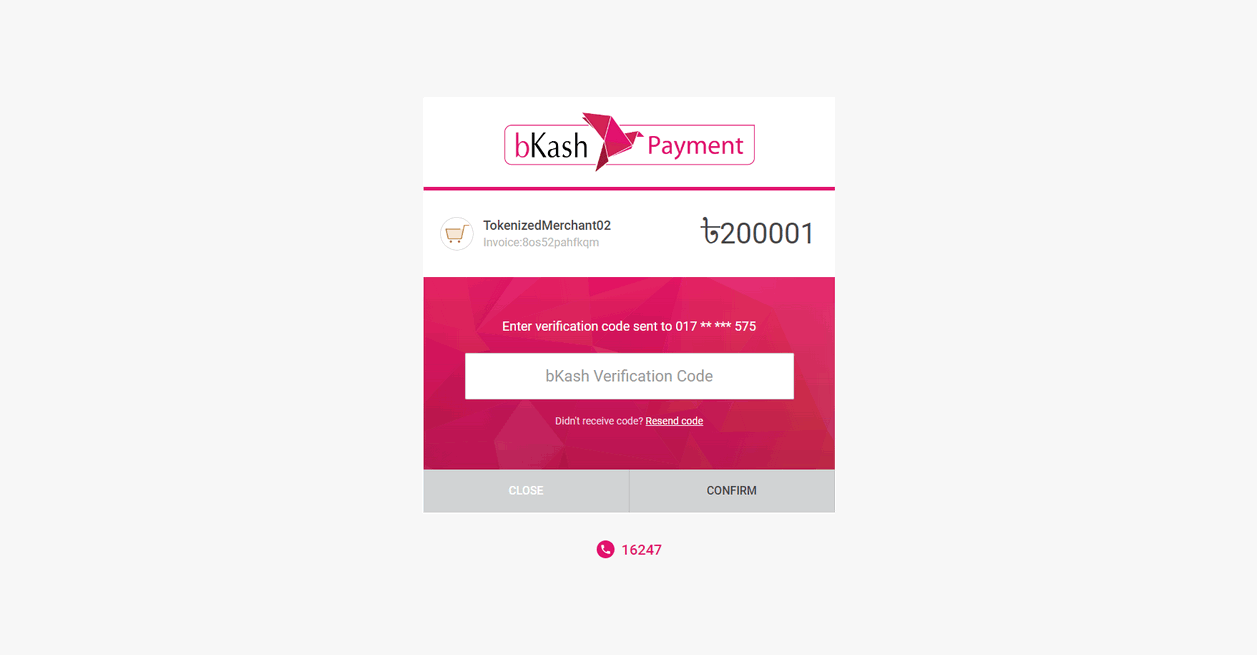 bKash Payment
TokenizedMerchant02
Invoice:8os52pahfkqm
৳200001
Enter verification code sent to 017 ** *** 575
bKash Verification Code
Didn't receive code? Resend code
CLOSE CONFIRM
16247